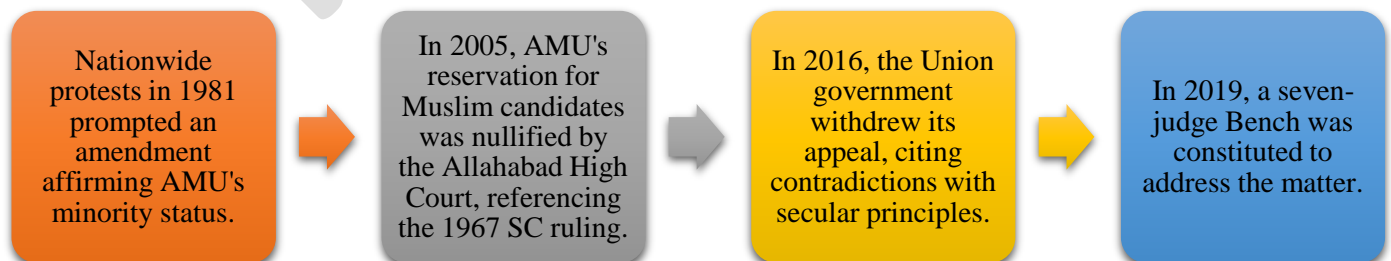 Nationwide
protests in 1981
prompted an
amendment
affirming AMU's
minority status.
In 2005, AMU's
reservation for
Muslim candidates
was nullified by
the Allahabad High
Court, referencing
the 1967 SC ruling.
In 2016, the Union
government
withdrew its
appeal, citing
contradictions with
secular principles.
In 2019, a seven-
judge Bench was
constituted to
address the matter.